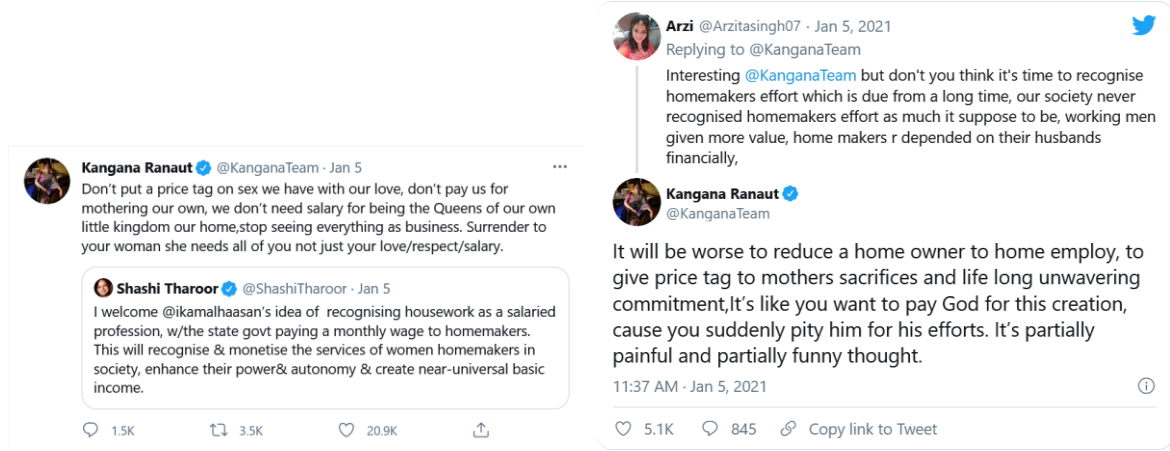 Kangana Ranaut @KanganaTeam · Jan 5
Don't put a price tag on sex we have with our love, don't pay us for
mothering our own, we don't need salary for being the Queens of our own
little kingdom our home,stop seeing everything as business. Surrender to
your woman she needs all of you not just your love/respect/salary.
Shashi Tharoor @ShashiTharoor · Jan 5
I welcome @ikamalhaasan's idea of recognising housework as a salaried
profession, w/the state govt paying a monthly wage to homemakers.
This will recognise & monetise the services of women homemakers in
society, enhance their power& autonomy & create near-universal basic
income.
1.5K 3.5K 20.9K
Arzi @Arzitasingh07 · Jan 5, 2021
Replying to @KanganaTeam
Interesting @KanganaTeam but don't you think it's time to recognise
homemakers effort which is due from a long time, our society never
recognised homemakers effort as much it suppose to be, working men
given more value, home makers r depended on their husbands
financially,
Kangana Ranaut
@KanganaTeam
It will be worse to reduce a home owner to home employ, to
give price tag to mothers sacrifices and life long unwavering
commitment,It's like you want to pay God for this creation,
cause you suddenly pity him for his efforts. It's partially
painful and partially funny thought.
11:37 AM · Jan 5, 2021
5.1K 845 Copy link to Tweet